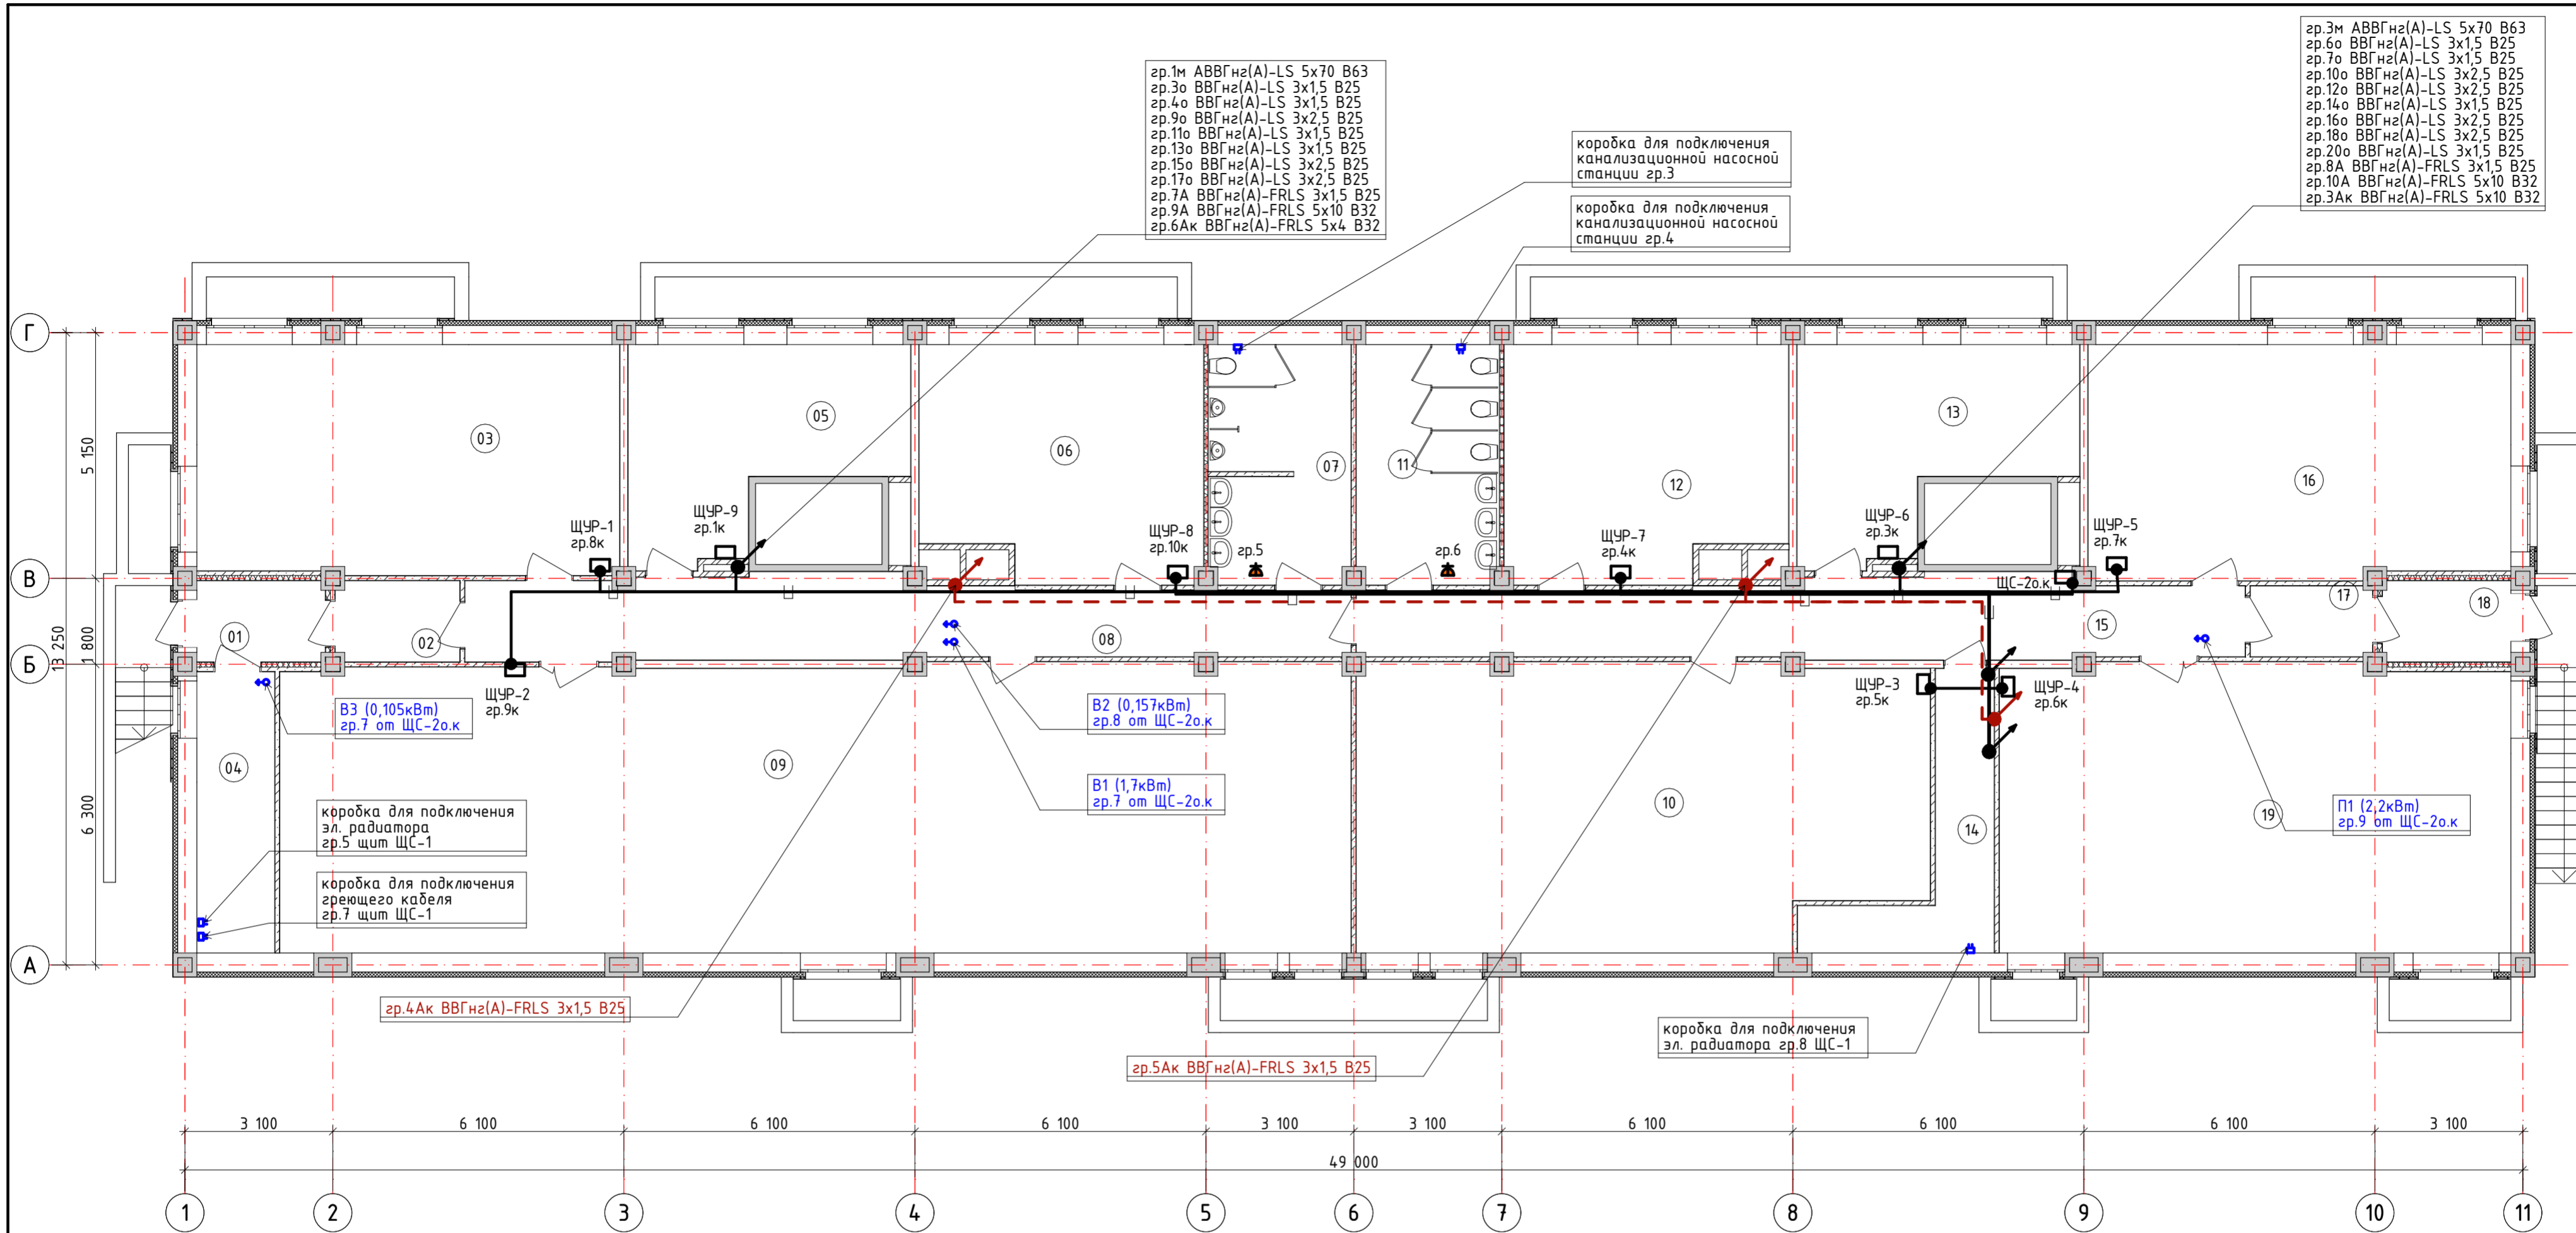 гр.3м АВВГнг(А)-LS 5х70 В63
гр.6о ВВГнг(А)-LS 3х1,5 В25
гр.7о ВВГнг(А)-LS 3х1,5 В25
гр.10о ВВГнг(А)-LS 3х2,5 В25
гр.12о ВВГнг(А)-LS 3х2,5 В25
гр.14о ВВГнг(А)-LS 3х1,5 В25
гр.16о ВВГнг(А)-LS 3х2,5 В25
гр.18о ВВГнг(А)-LS 3х2,5 В25
гр.20о ВВГнг(А)-LS 3х1,5 В25
гр.8А ВВГнг(А)-FRLS 3х1,5 В25
гр.10А ВВГнг(А)-FRLS 5х10 В32
гр.3Ак ВВГнг(А)-FRLS 5х10 В32
гр.1м АВВГнг(А)-LS 5х70 В63
гр.3о ВВГнг(А)-LS 3х1,5 В25
гр.4о ВВГнг(А)-LS 3х1,5 В25
гр.9о ВВГнг(А)-LS 3х2,5 В25
гр.11о ВВГнг(А)-LS 3х1,5 В25
гр.13о ВВГнг(А)-LS 3х1,5 В25
гр.15о ВВГнг(А)-LS 3х2,5 В25
гр.17о ВВГнг(А)-LS 3х2,5 В25
гр.7А ВВГнг(А)-FRLS 3х1,5 В25
гр.9А ВВГнг(А)-FRLS 5х10 В32
гр.6Ак ВВГнг(А)-FRLS 5х4 В32
коробка для подключения
канализационной насосной
станции гр.3
коробка для подключения
канализационной насосной
станции гр.4
Г
В
Б
А
13 250
5 150
1 800
6 300
03
05
06
07
11
12
13
16
ЩУР-1
гр.8к
ЩУР-9
гр.1к
ЩУР-8
гр.10к
гр.5
гр.6
ЩУР-7
гр.4к
ЩУР-6
гр.3к
ЩУР-5
гр.7к
ЩС-2о.к
01
02
08
15
17
18
ЩУР-2
гр.9к
ЩУР-3
гр.5к
ЩУР-4
гр.6к
В3 (0,105кВт)
гр.7 от ЩС-2о.к
В2 (0,157кВт)
гр.8 от ЩС-2о.к
В1 (1,7кВт)
гр.7 от ЩС-2о.к
П1 (2,2кВт)
гр.9 от ЩС-2о.к
04
09
10
14
19
коробка для подключения
эл. радиатора
гр.5 щит ЩС-1
коробка для подключения
греющего кабеля
гр.7 щит ЩС-1
гр.4Ак ВВГнг(А)-FRLS 3х1,5 В25
гр.5Ак ВВГнг(А)-FRLS 3х1,5 В25
коробка для подключения
эл. радиатора гр.8 ЩС-1
3 100
6 100
6 100
6 100
3 100
3 100
6 100
6 100
6 100
3 100
49 000
1
2
3
4
5
6
7
8
9
10
11